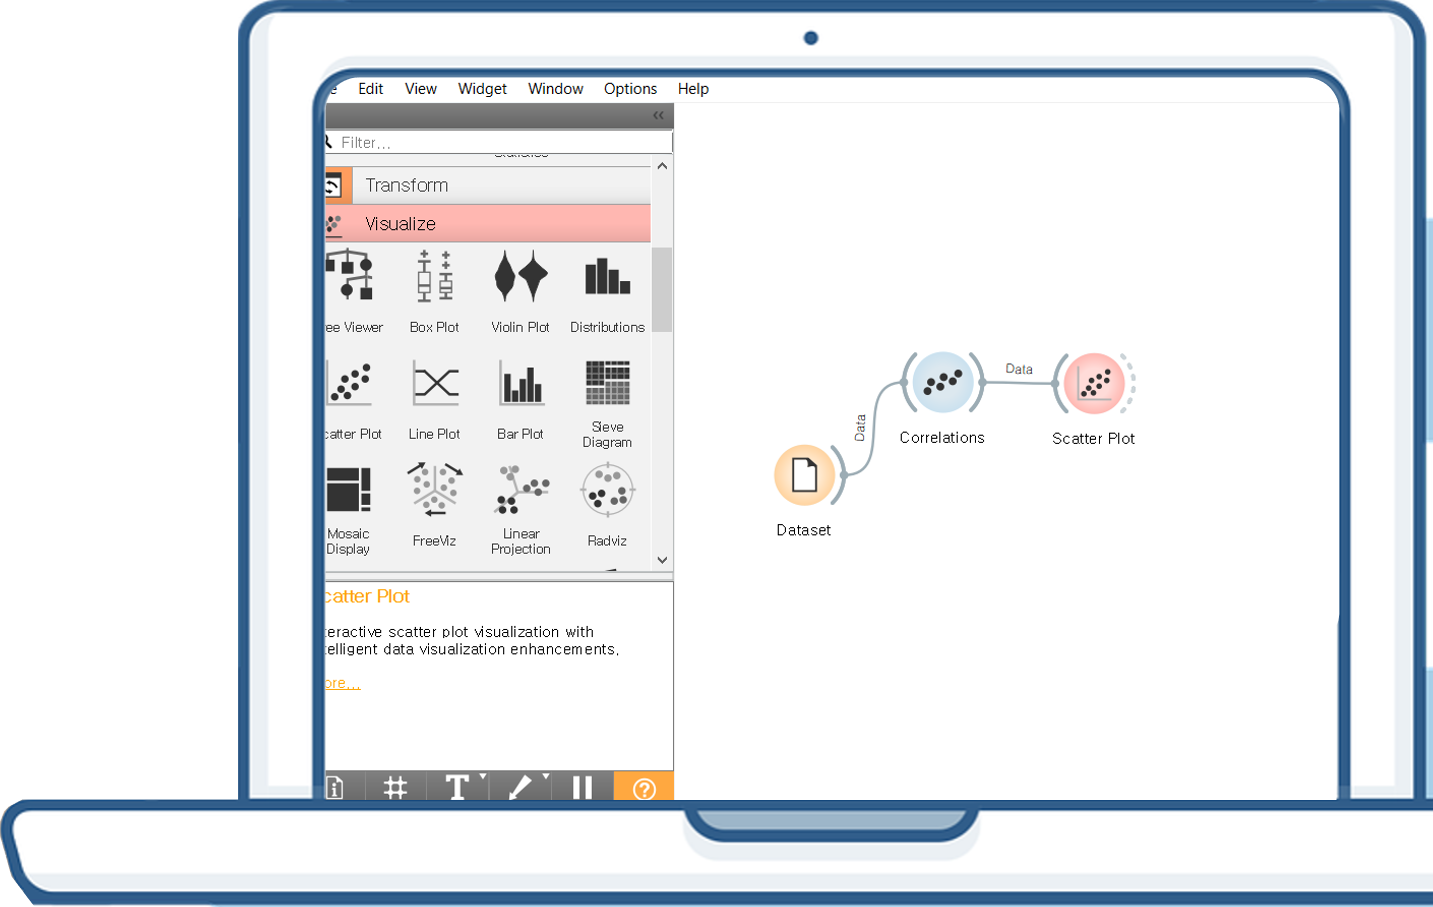 Edit View Widget Window Options Help
Filter...
Transform
Visualize
ee Viewer Box Plot Violin Plot Distributions
catter Plot Line Plot Bar Plot Sieve
Diagram
Mosaic
Display
FreeViz
Linear
Projection
Radviz
catter Plot
teractive scatter plot visualization with
telligent data visualization enhancements.
ore...
Data
Data
Correlations
Scatter Plot
Dataset